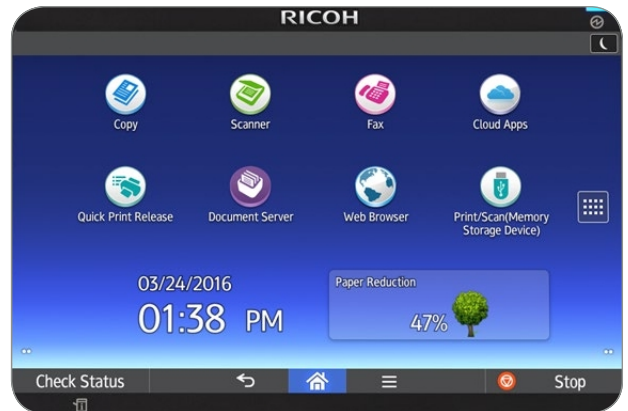 RICOH
Copy
Scanner
Fax
Cloud Apps
Quick Print Release
Document Server
Web Browser
Print/Scan(Memory
Storage Device)
03/24/2016
01:38 PM
Paper Reduction
47%
Check Status
Stop